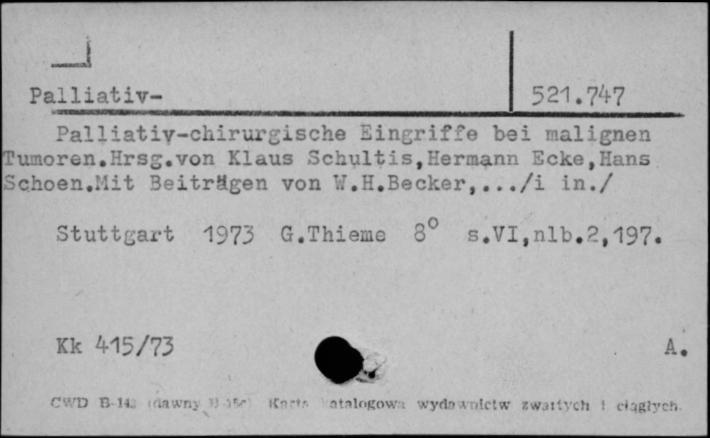 Palliativ- 521.747
Palliativ-chirurgische Eingriffe bei malignen
Tumoren.Hrsg.von Klaus Schultis,Hermann Ecke,Hans
Schoen.Mit Beiträgen von W.H.Becker,.../i in./
Stuttgart 1973 G.Thieme 8° s.VI,nlb.2,197.
Kk 415/73 A.
CWD (dawny Karta katalogowa wydawnictw zwartych i ciągłych.